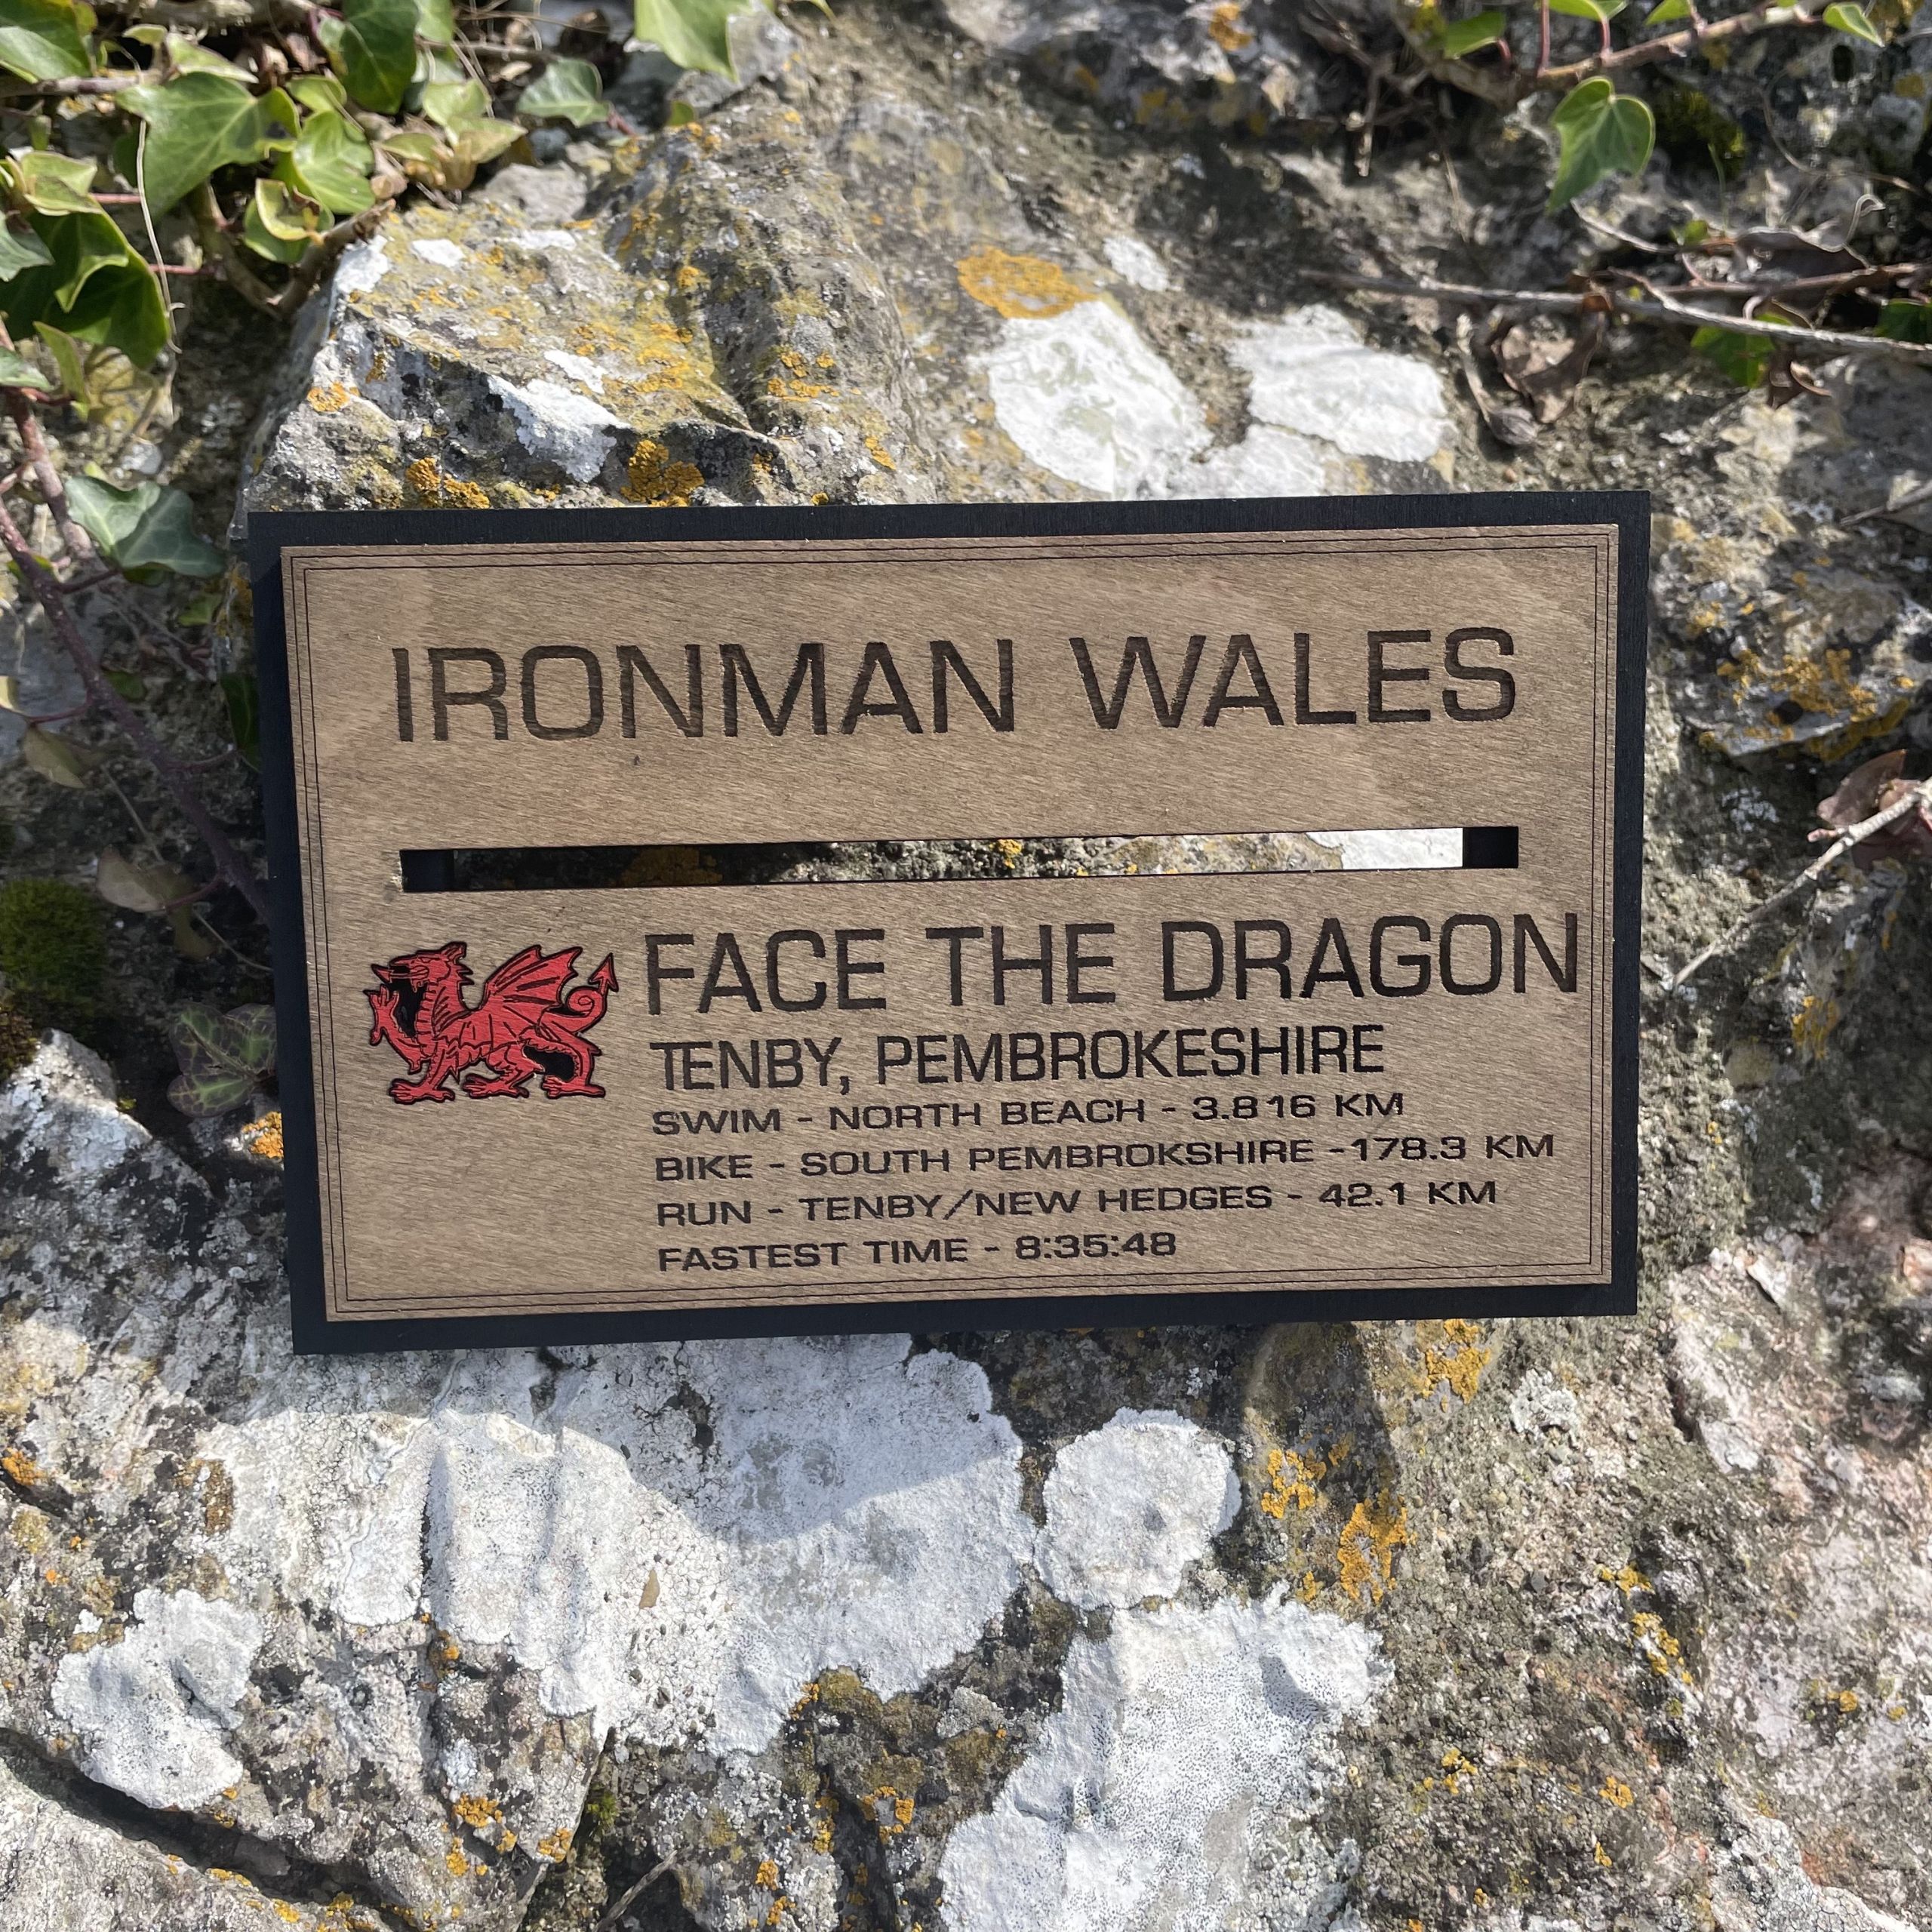 IRONMAN WALES
FACE THE DRAGON
TENBY, PEMBROKESHIRE
SWIM - NORTH BEACH - 3.816 KM
BIKE - SOUTH PEMBROKSHIRE -178.3 KM
RUN - TENBY/NEW HEDGES - 42.1 KM
FASTEST TIME - 8:35:48